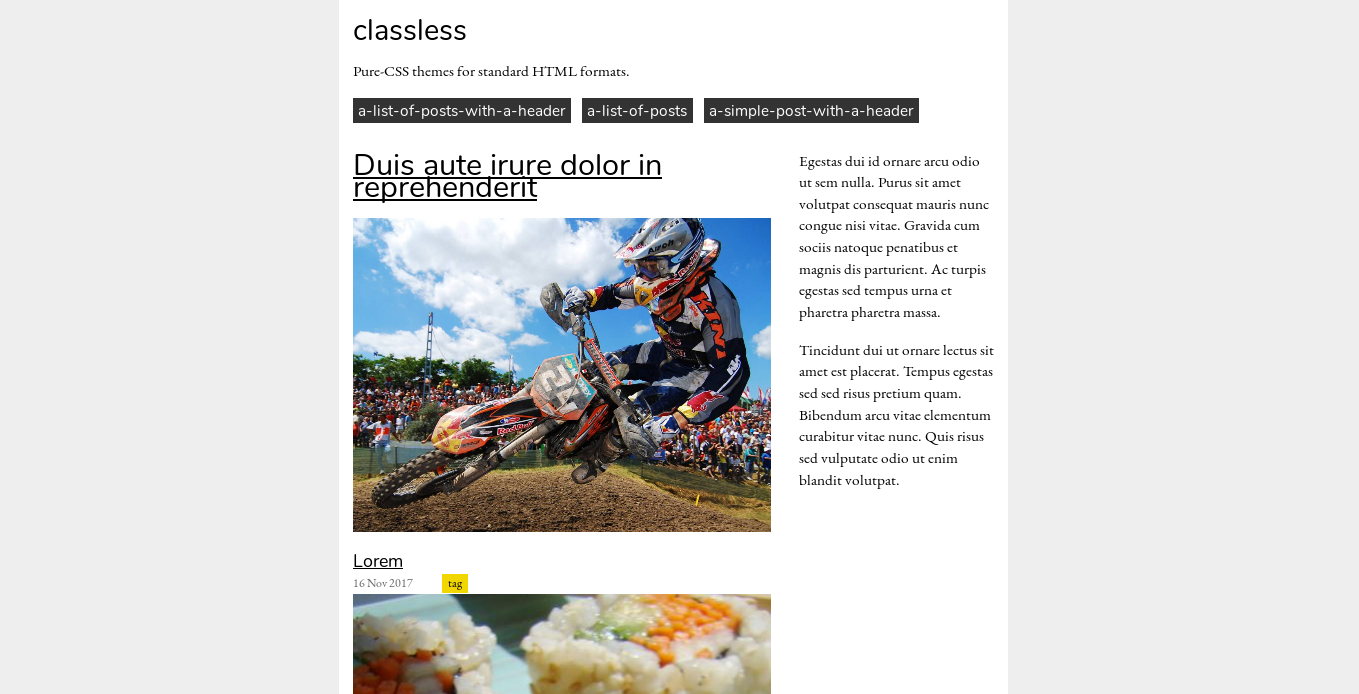 classless
Pure-CSS themes for standard HTML formats.
a-list-of-posts-with-a-header
a-list-of-posts
a-simple-post-with-a-header
Duis aute irure dolor in
reprehenderit
Lorem
16 Nov 2017
tag
Egestas dui id ornare arcu odio
ut sem nulla. Purus sit amet
volutpat consequat mauris nunc
congue nisi vitae. Gravida cum
sociis natoque penatibus et
magnis dis parturient. Ac turpis
egestas sed tempus urna et
pharetra pharetra massa.
Tincidunt dui ut ornare lectus sit
amet est placerat. Tempus egestas
sed sed risus pretium quam.
Bibendum arcu vitae elementum
curabitur vitae nunc. Quis risus
sed vulputate odio ut enim
blandit volutpat.